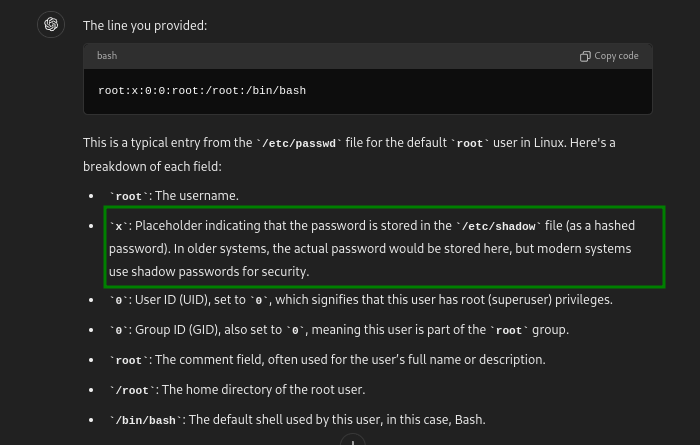 The line you provided:
bash
Copy code
root:x:0:0:root:/root:/bin/bash
This is a typical entry from the `/etc/passwd` file for the default `root` user in Linux. Here's a
breakdown of each field:
• `root`: The username.
• `x`: Placeholder indicating that the password is stored in the `/etc/shadow` file (as a hashed
password). In older systems, the actual password would be stored here, but modern systems
use shadow passwords for security.
• `0`: User ID (UID), set to `0`, which signifies that this user has root (superuser) privileges.
• `0`: Group ID (GID), also set to `0`, meaning this user is part of the `root` group.
• `root`: The comment field, often used for the user’s full name or description.
• `/root`: The home directory of the root user.
• `/bin/bash`: The default shell used by this user, in this case, Bash.